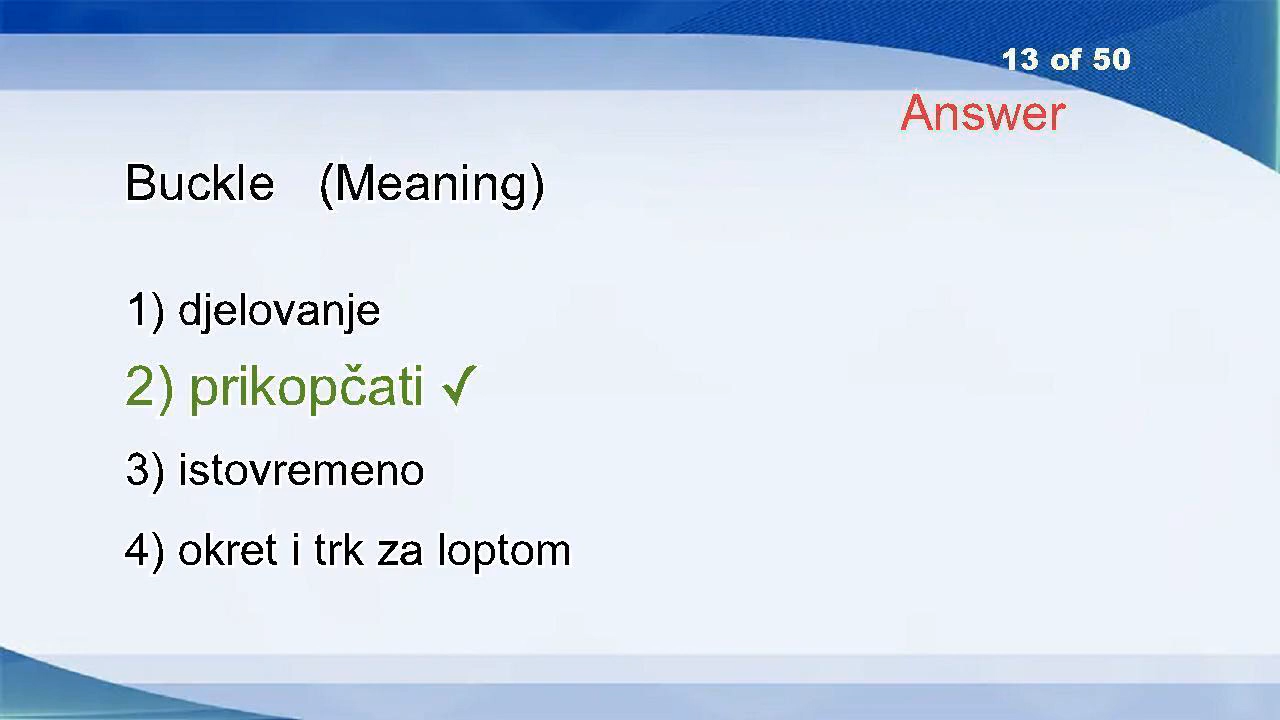 13 of 50
Answer
Buckle (Meaning)
1) djelovanje
2) prikopčati ✓
3) istovremeno
4) okret i trk za loptom